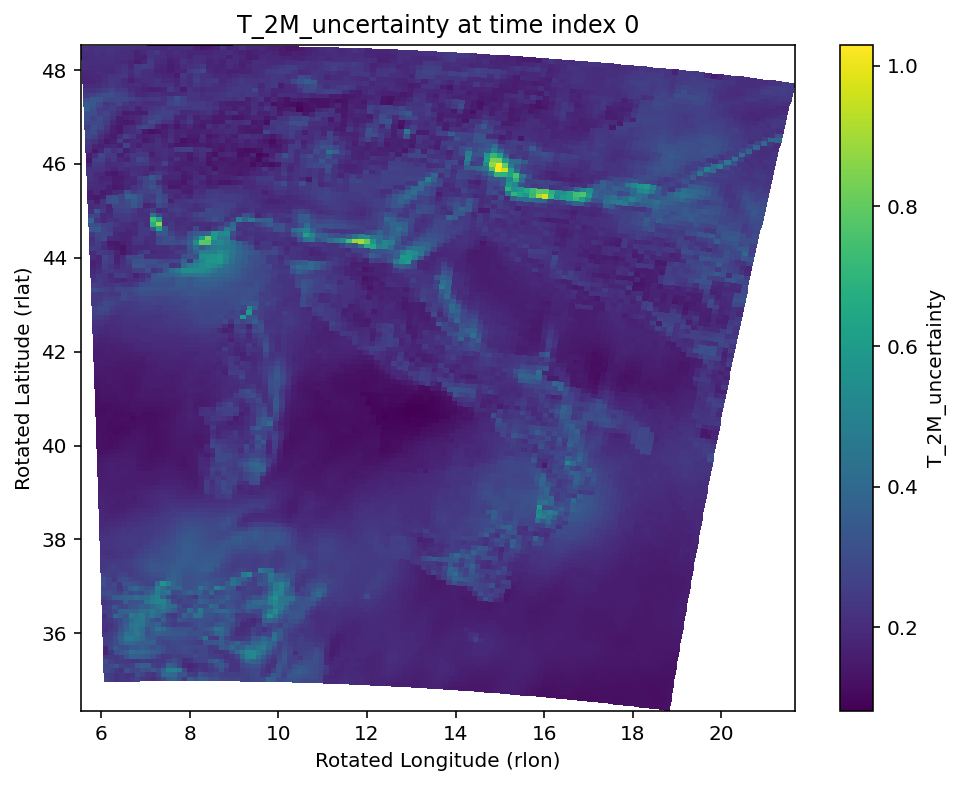 T_2M_uncertainty at time index 0
48
46
44
42
40
38
36
Rotated Latitude (rlat)
6 8 10 12 14 16 18 20
Rotated Longitude (rlon)
1.0
0.8
0.6
0.4
0.2
T_2M_uncertainty